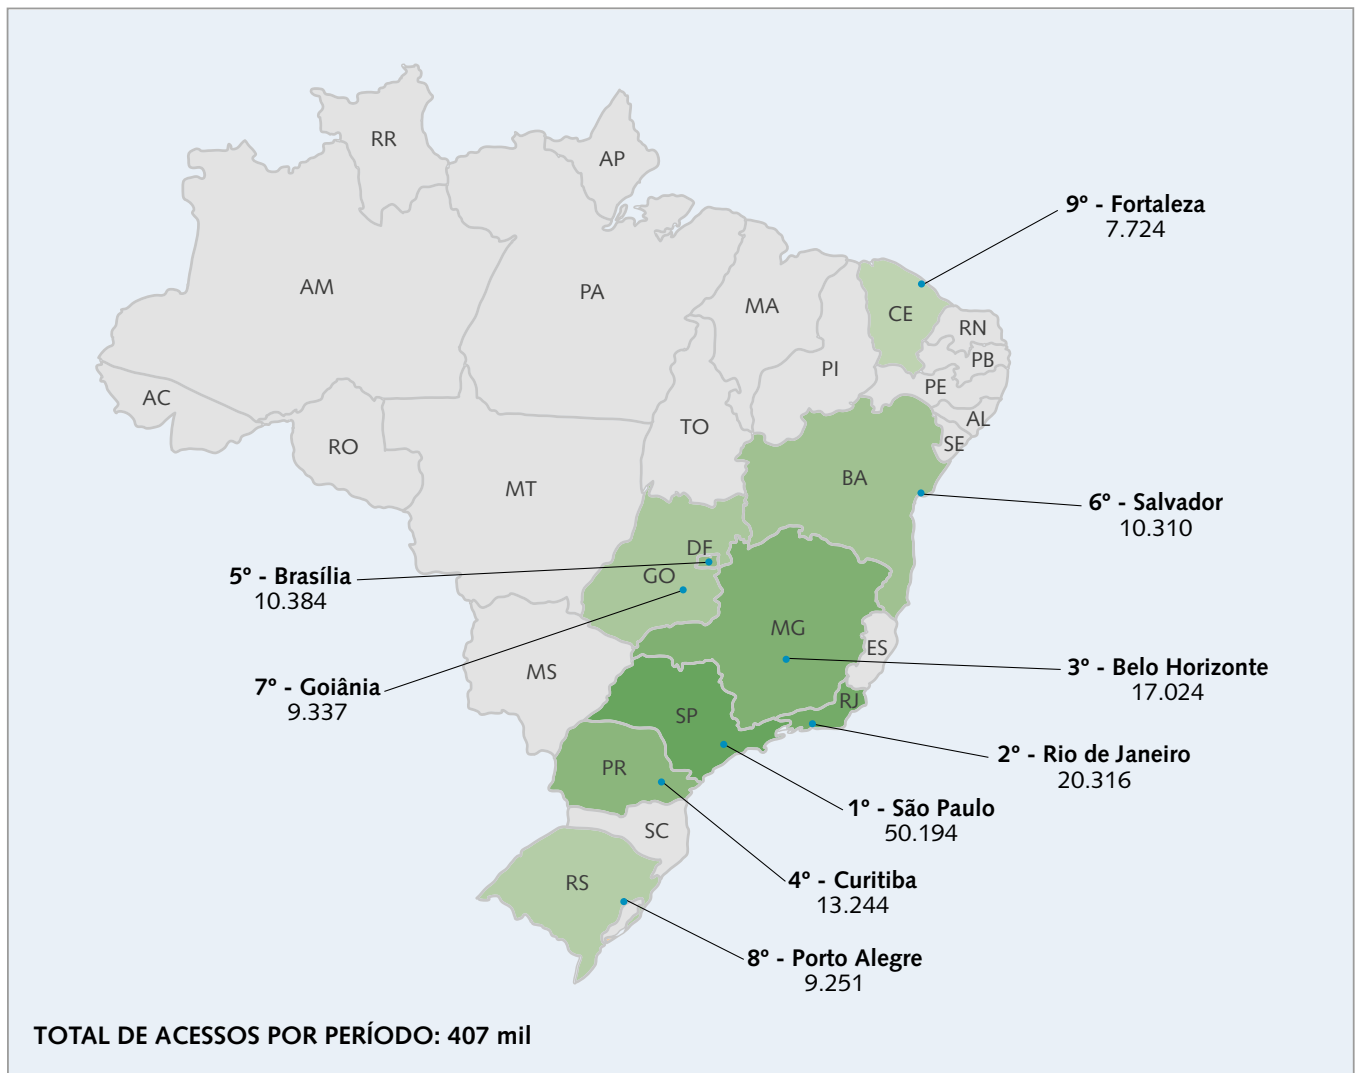 RR
AP
9º - Fortaleza
7.724
AM
PA
MA
CE
RN
PB
PI
PE
AC
AL
TO
RO
SE
BA
MT
6º - Salvador
10.310
DF
5º - Brasília
10.384
GO
MG
ES
3º - Belo Horizonte
17.024
MS
7º - Goiânia
9.337
RJ
SP
2º - Rio de Janeiro
20.316
PR
1º - São Paulo
50.194
SC
4º - Curitiba
13.244
RS
8º - Porto Alegre
9.251
TOTAL DE ACESSOS POR PERÍODO: 407 mil